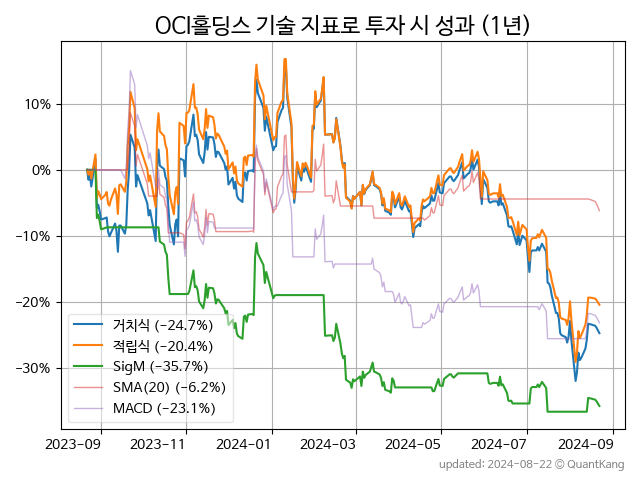 OCI홀딩스 기술 지표로 투자 시 성과 (1년)
10%
0%
−10%
−20%
−30%
거치식 (−24.7%)
적립식 (−20.4%)
SigM (−35.7%)
SMA(20) (−6.2%)
MACD (−23.1%)
2023-09
2023-11
2024-01
2024-03
2024-05
2024-07
2024-09
updated: 2024-08-22 © QuantKang